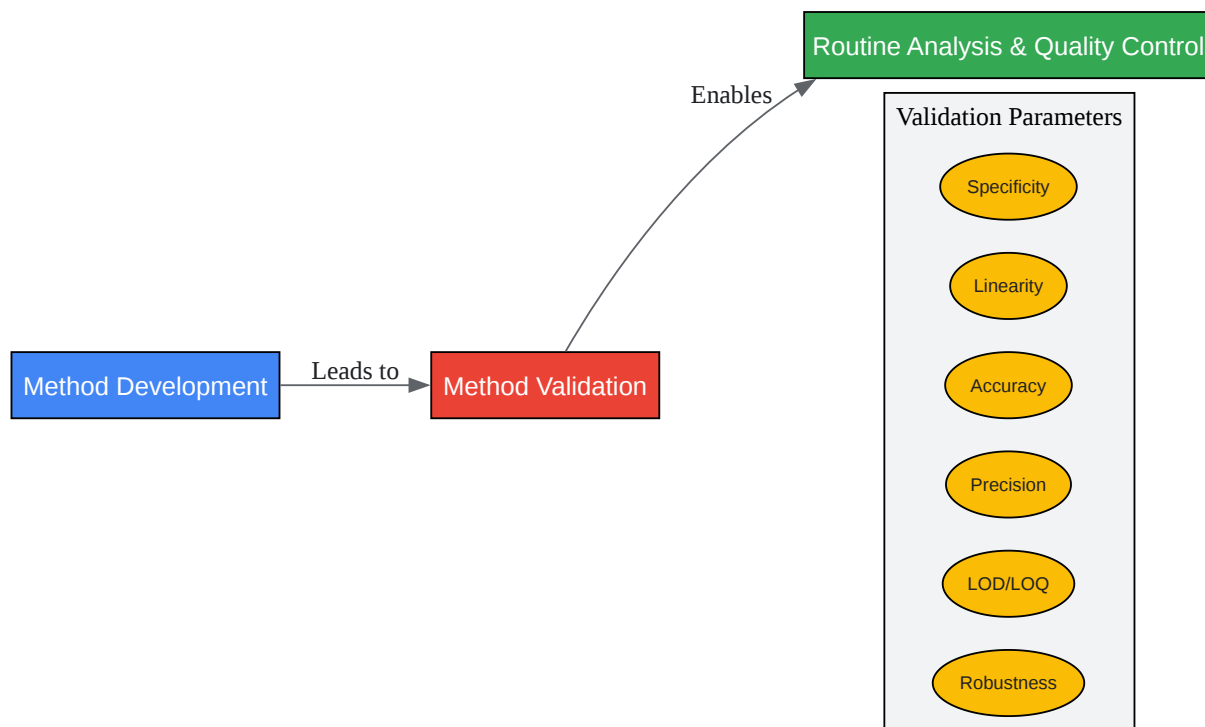 Routine Analysis & Quality Control
Enables
Validation Parameters
Specificity
Linearity
Method Development
Leads to
Method Validation
Accuracy
Precision
LOD/LOQ
Robustness